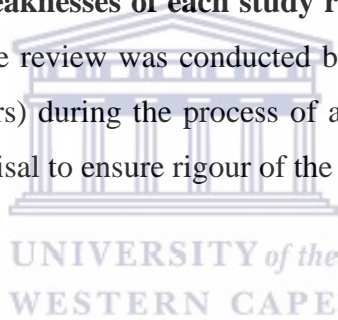 eaknesses of each study r
e review was conducted b
rs) during the process of a
isal to ensure rigour of the
UNIVERSITY of the
WESTERN CAPE